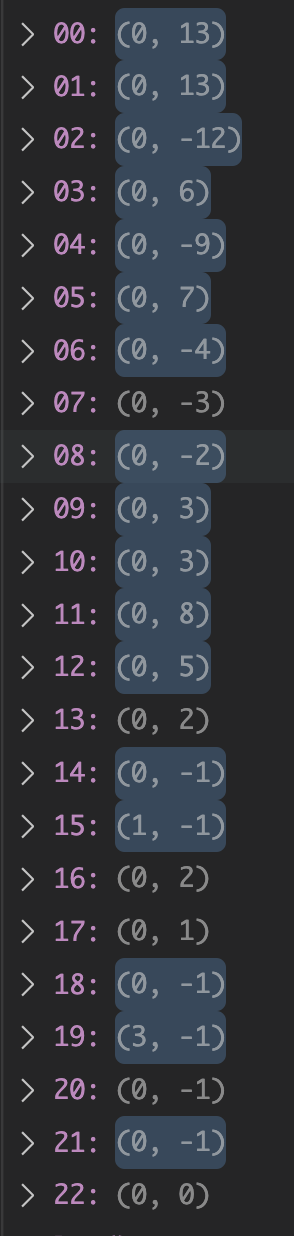 > 00: (0, 13)
> 01: (0, 13)
> 02: (0, -12)
> 03: (0, 6)
> 04: (0, -9)
> 05: (0, 7)
> 06: (0, -4)
> 07: (0, -3)
> 08: (0, -2)
> 09: (0, 3)
> 10: (0, 3)
> 11: (0, 8)
> 12: (0, 5)
> 13: (0, 2)
> 14: (0, -1)
> 15: (1, -1)
> 16: (0, 2)
> 17: (0, 1)
> 18: (0, -1)
> 19: (3, -1)
> 20: (0, -1)
> 21: (0, -1)
> 22: (0, 0)